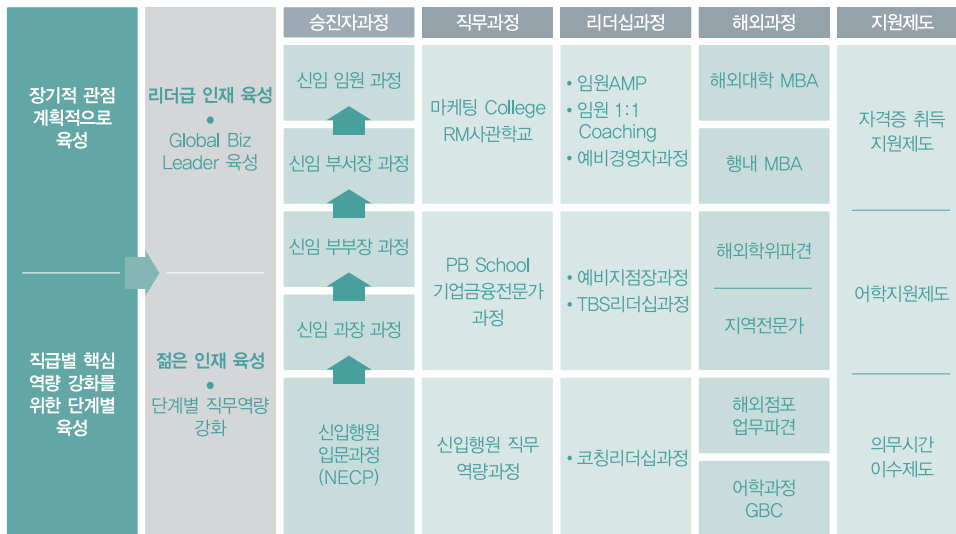 장기적 관점
계획적으로
육성
직급별 핵심
역량 강화를
위한 단계별
육성
리더급 인재 육성
•
Global Biz
Leader 육성
젊은 인재 육성
•
단계별 직무역량
강화
승진자과정
신임 임원 과정
신임 부서장 과정
신임 부부장 과정
신임 과장 과정
신입행원
입문과정
(NECP)
직무과정
마케팅 College
RM사관학교
PB School
기업금융전문가
과정
신입행원 직무
역량과정
리더십과정
• 임원AMP
• 임원 1:1
Coaching
• 예비경영자과정
• 예비지점장과정
• TBS리더십과정
• 코칭리더십과정
해외과정
해외대학 MBA
행내 MBA
해외학위파견
지역전문가
해외점포
업무파견
어학과정
GBC
지원제도
자격증 취득
지원제도
어학지원제도
의무시간
이수제도